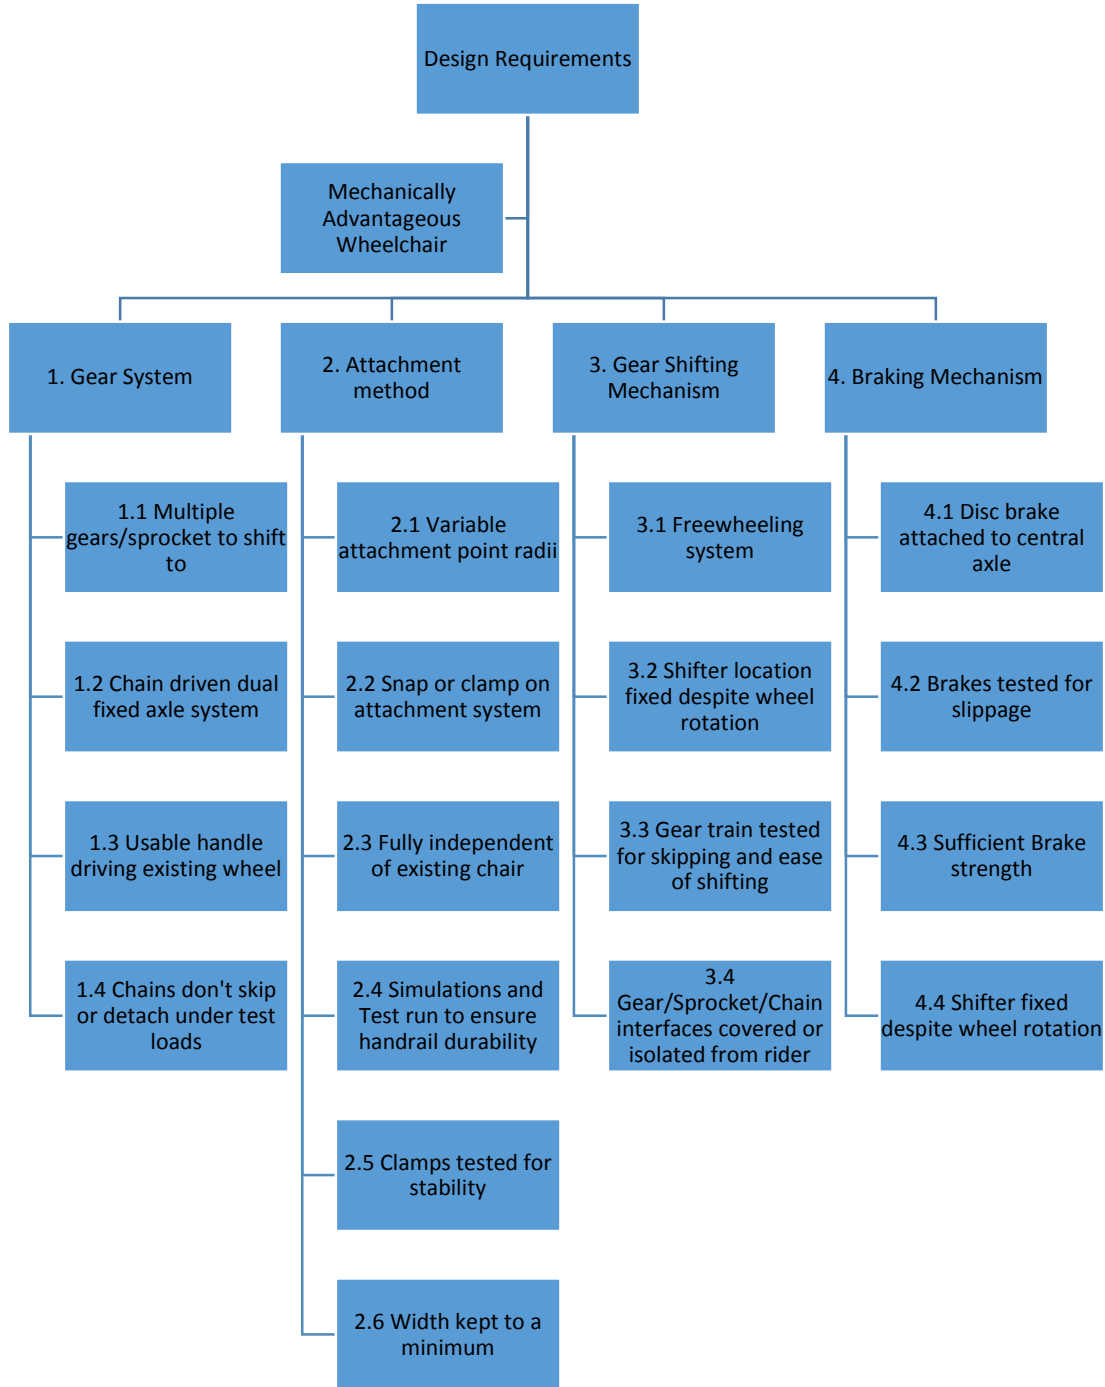 Design Requirements
Mechanically
Advantageous
Wheelchair
1. Gear System
2. Attachment
method
3. Gear Shifting
Mechanism
4. Braking Mechanism
1.1 Multiple
gears/sprocket to shift
to
1.2 Chain driven dual
fixed axle system
1.3 Usable handle
driving existing wheel
1.4 Chains don't skip
or detach under test
loads
2.1 Variable
attachment point radii
2.2 Snap or clamp on
attachment system
2.3 Fully independent
of existing chair
2.4 Simulations and
Test run to ensure
handrail durability
2.5 Clamps tested for
stability
2.6 Width kept to a
minimum
3.1 Freewheeling
system
3.2 Shifter location
fixed despite wheel
rotation
3.3 Gear train tested
for skipping and ease
of shifting
3.4
Gear/Sprocket/Chain
interfaces covered or
isolated from rider
4.1 Disc brake
attached to central
axle
4.2 Brakes tested for
slippage
4.3 Sufficient Brake
strength
4.4 Shifter fixed
despite wheel rotation